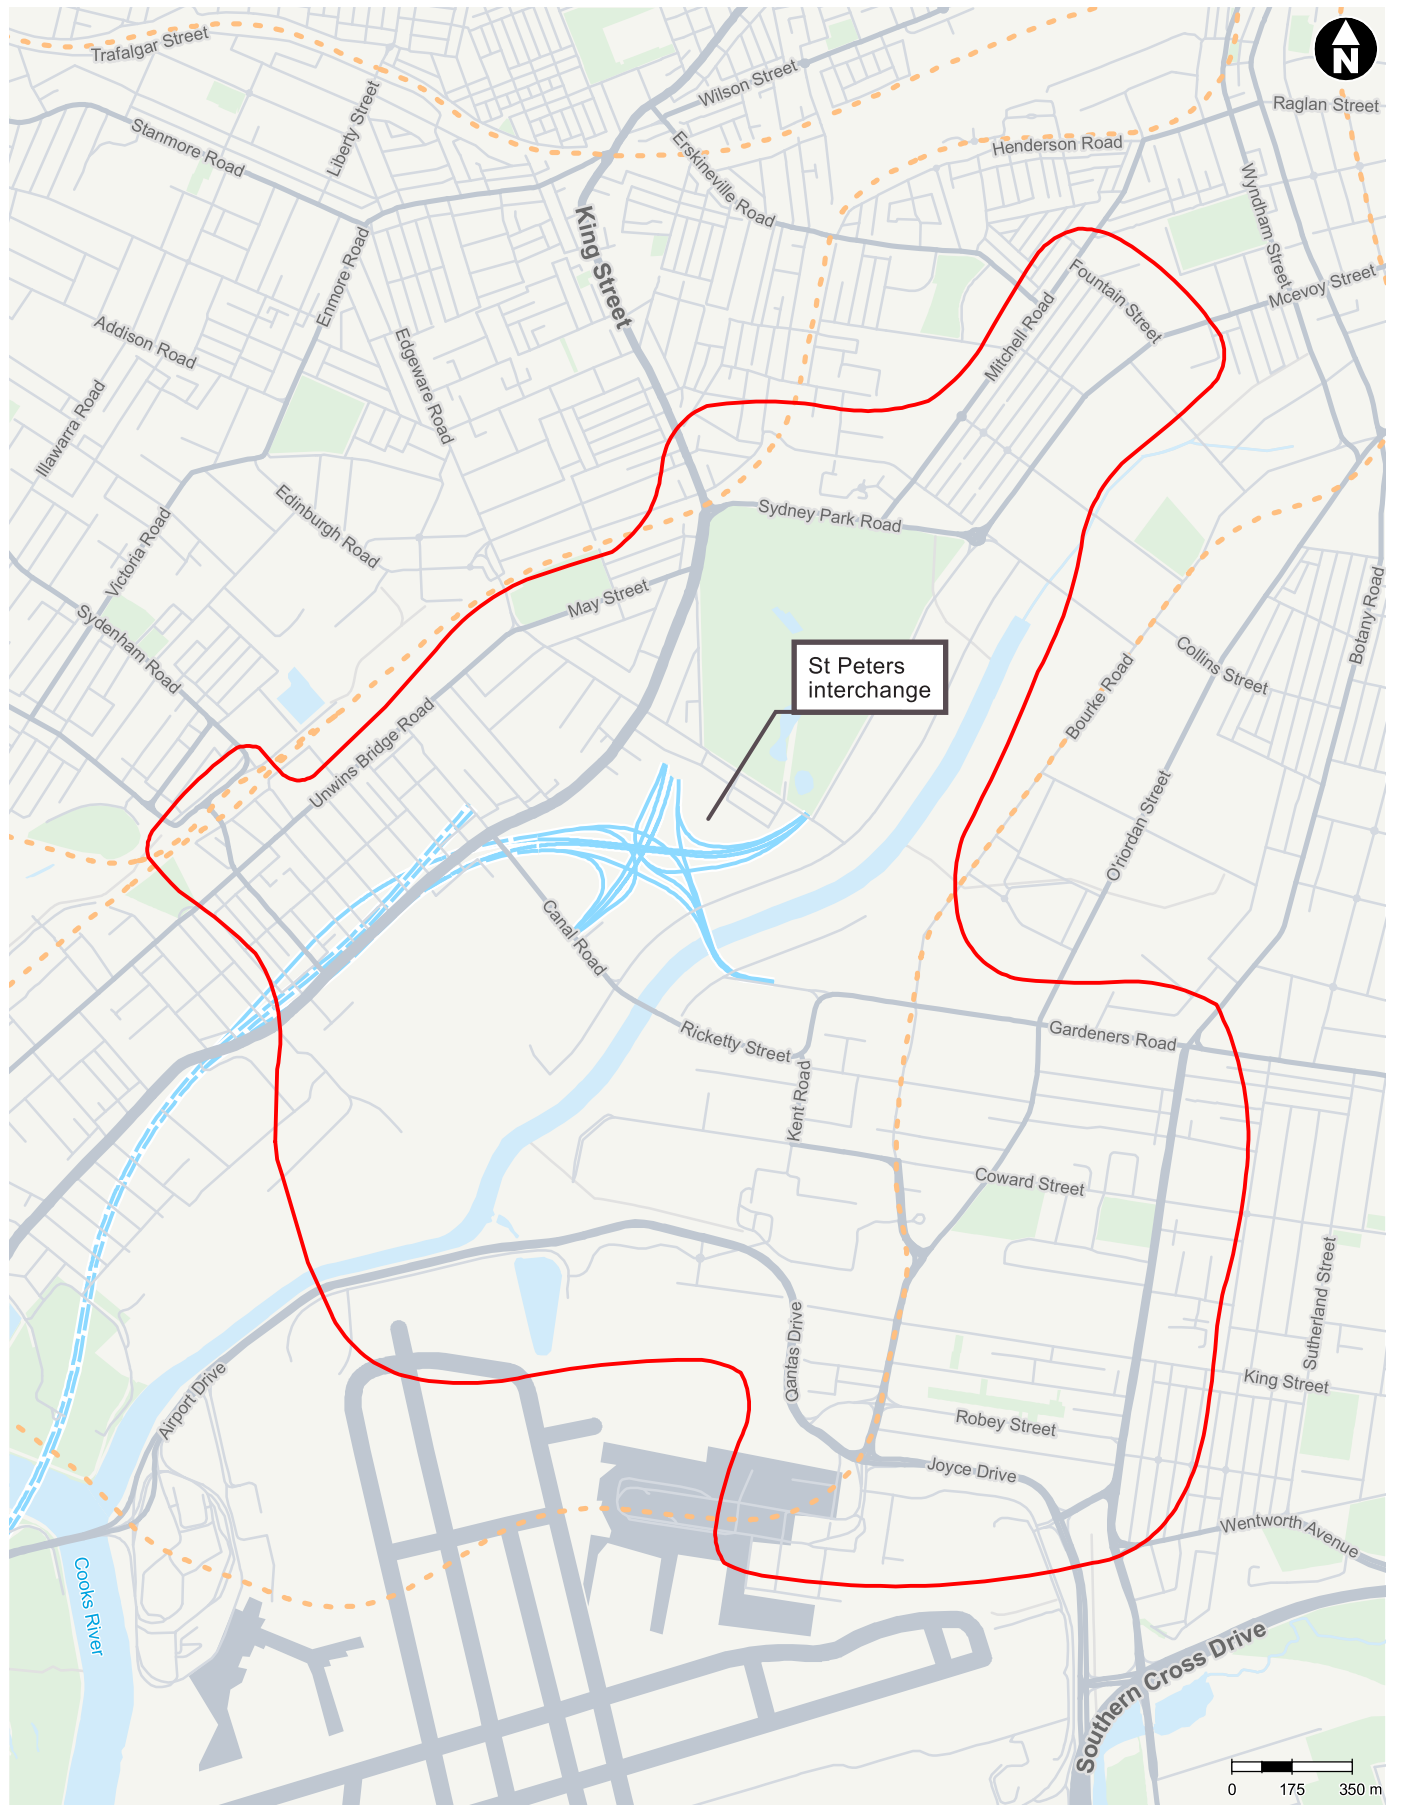 N
Trafalgar Street
Wilson Street
Raglan Street
Liberty Street
Stanmore Road
Erskineville Road
Henderson Road
Wyndham Street
King Street
Enmore Road
Fountain Street
Mcevoy Street
Addison Road
Edgeware Road
Mitchell Road
Illawarra Road
Edinburgh Road
Sydney Park Road
Victoria Road
May Street
Botany Road
Sydenham Road
St Peters
interchange
Collins Street
Bourke Road
Unwins Bridge Road
O'riordan Street
Canal Road
Ricketty Street
Gardeners Road
Kent Road
Coward Street
Sutherland Street
Qantas Drive
King Street
Airport Drive
Robey Street
Joyce Drive
Wentworth Avenue
Cooks River
Southern Cross Drive
0 175 350 m